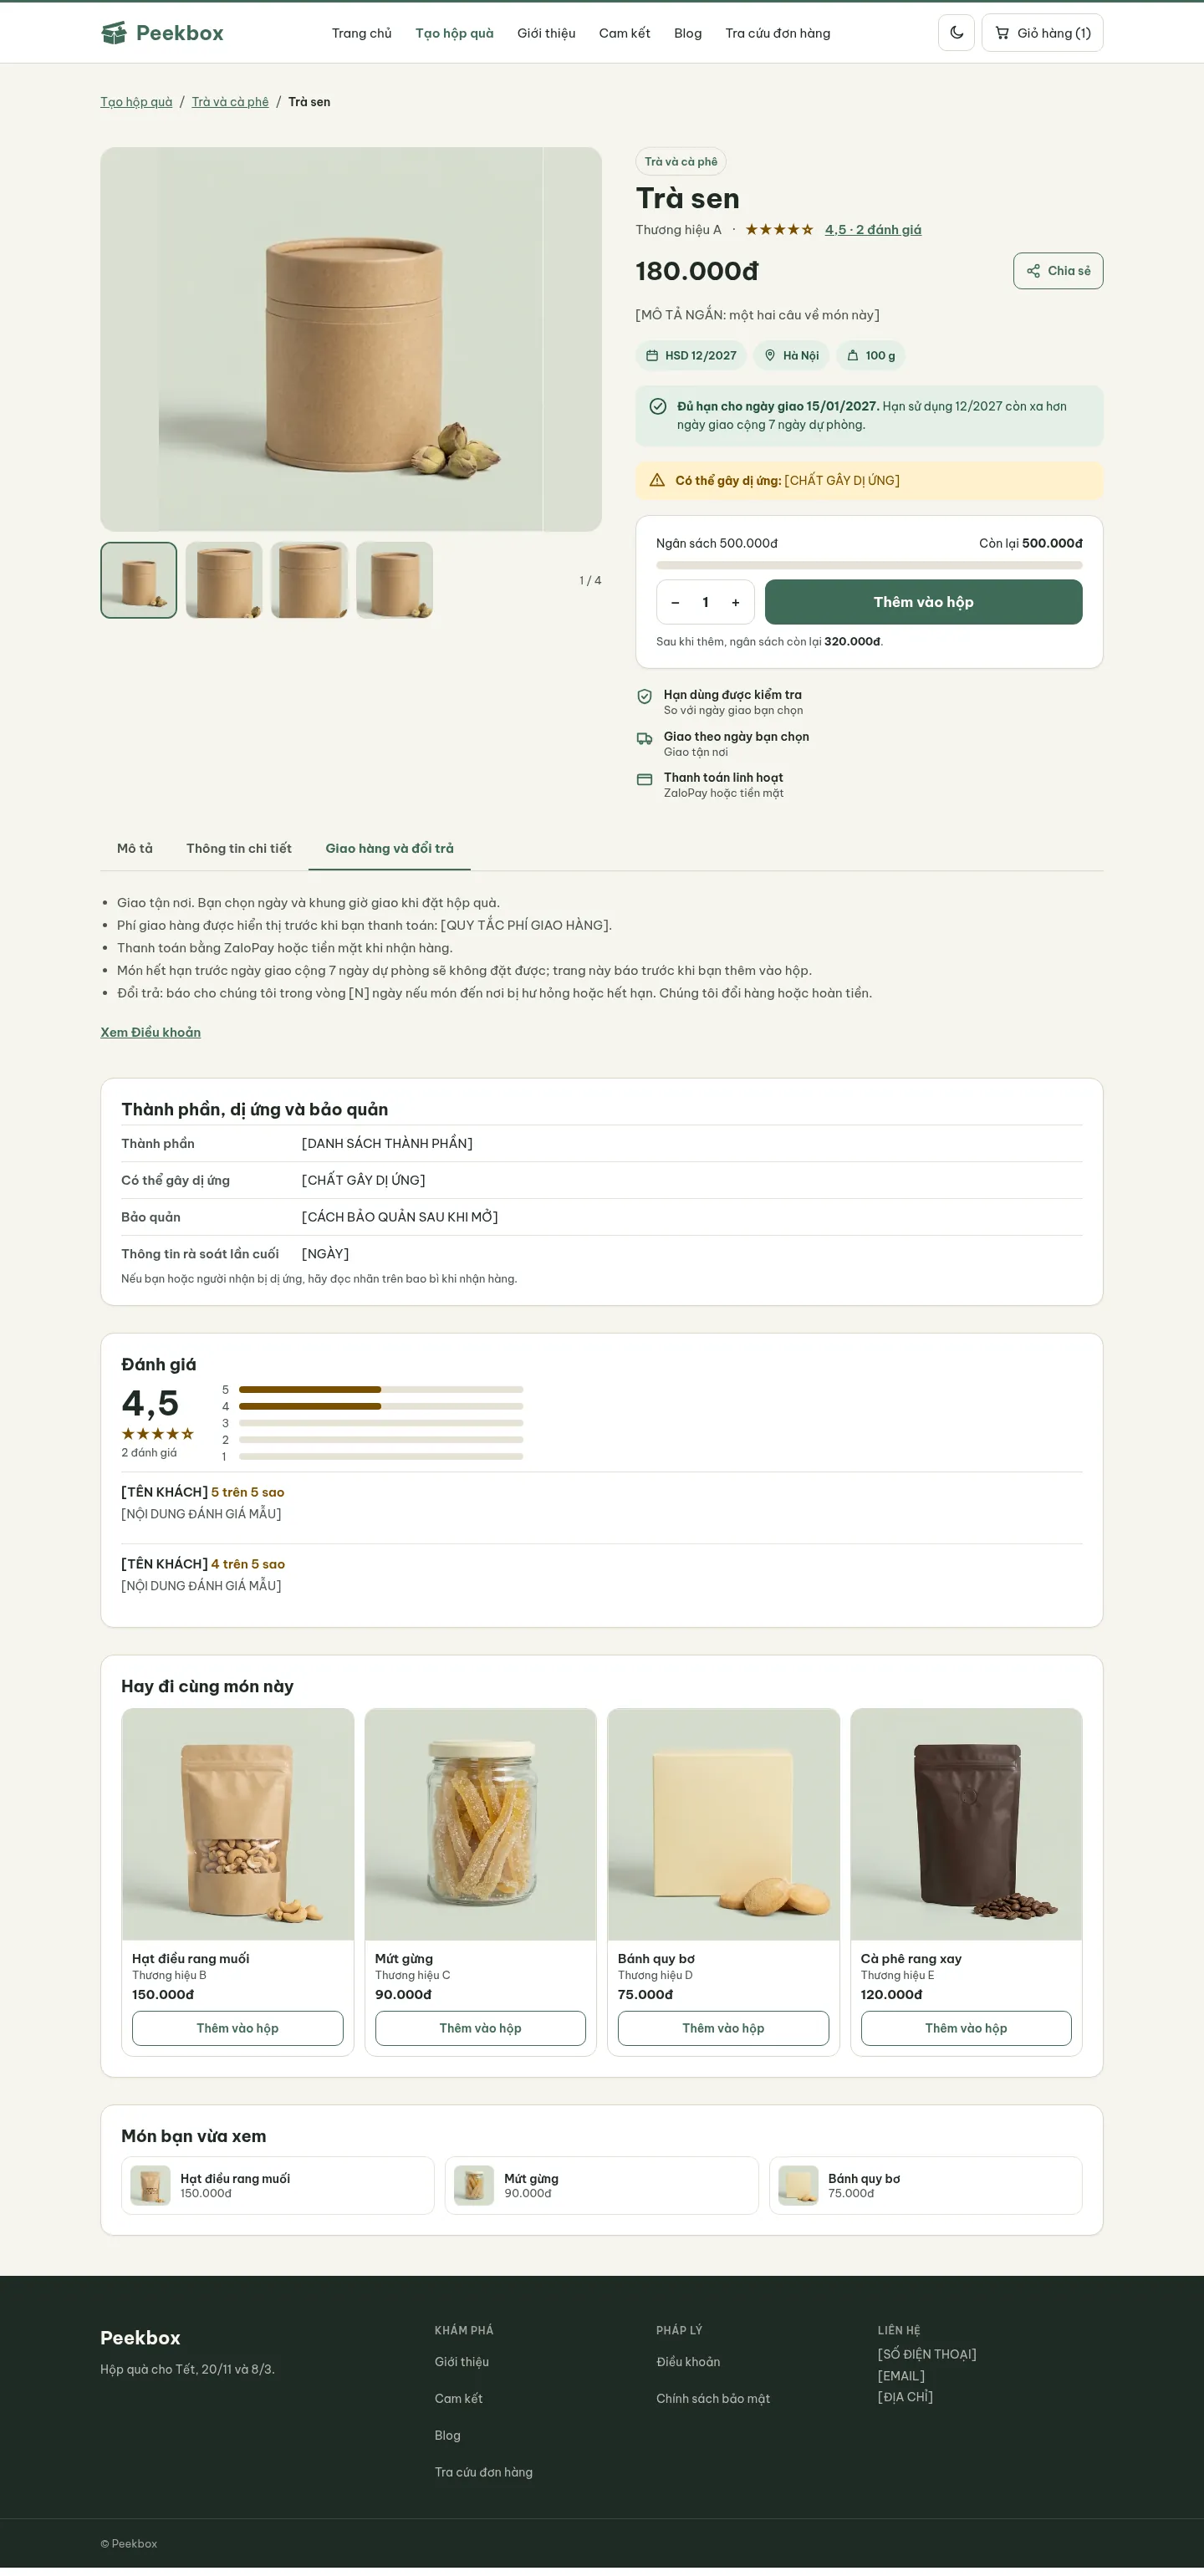 Peekbox
Trang chủ
Tạo hộp quà
Giới thiệu
Cam kết
Blog
Tra cứu đơn hàng
Giỏ hàng (1)
Tạo hộp quà / Trà và cà phê / Trà sen
Trà và cà phê
Trà sen
Thương hiệu A · ★★★★☆ 4,5 · 2 đánh giá
180.000đ
Chia sẻ
[MÔ TẢ NGẮN: một hai câu về món này]
HSD 12/2027
Hà Nội
100 g
Đủ hạn cho ngày giao 15/01/2027. Hạn sử dụng 12/2027 còn xa hơn
ngày giao cộng 7 ngày dự phòng.
Có thể gây dị ứng: [CHẤT GÂY DỊ ỨNG]
Ngân sách 500.000đ
Còn lại 500.000đ
− 1 +
Thêm vào hộp
Sau khi thêm, ngân sách còn lại 320.000đ.
1 / 4
Hạn dùng được kiểm tra
So với ngày giao bạn chọn
Giao theo ngày bạn chọn
Giao tận nơi
Thanh toán linh hoạt
ZaloPay hoặc tiền mặt
Mô tả
Thông tin chi tiết
Giao hàng và đổi trả
• Giao tận nơi. Bạn chọn ngày và khung giờ giao khi đặt hộp quà.
• Phí giao hàng được hiển thị trước khi bạn thanh toán: [QUY TẮC PHÍ GIAO HÀNG].
• Thanh toán bằng ZaloPay hoặc tiền mặt khi nhận hàng.
• Món hết hạn trước ngày giao cộng 7 ngày dự phòng sẽ không đặt được; trang này báo trước khi bạn thêm vào hộp.
• Đổi trả: báo cho chúng tôi trong vòng [N] ngày nếu món đến nơi bị hư hỏng hoặc hết hạn. Chúng tôi đổi hàng hoặc hoàn tiền.
Xem Điều khoản
Thành phần, dị ứng và bảo quản
Thành phần [DANH SÁCH THÀNH PHẦN]
Có thể gây dị ứng [CHẤT GÂY DỊ ỨNG]
Bảo quản [CÁCH BẢO QUẢN SAU KHI MỞ]
Thông tin rà soát lần cuối [NGÀY]
Nếu bạn hoặc người nhận bị dị ứng, hãy đọc nhãn trên bao bì khi nhận hàng.
Đánh giá
4,5
★★★★☆
2 đánh giá
5
4
3
2
1
[TÊN KHÁCH] 5 trên 5 sao
[NỘI DUNG ĐÁNH GIÁ MẪU]
[TÊN KHÁCH] 4 trên 5 sao
[NỘI DUNG ĐÁNH GIÁ MẪU]
Hay đi cùng món này
Hạt điều rang muối
Thương hiệu B
150.000đ
Thêm vào hộp
Mứt gừng
Thương hiệu C
90.000đ
Thêm vào hộp
Bánh quy bơ
Thương hiệu D
75.000đ
Thêm vào hộp
Cà phê rang xay
Thương hiệu E
120.000đ
Thêm vào hộp
Món bạn vừa xem
Hạt điều rang muối
150.000đ
Mứt gừng
90.000đ
Bánh quy bơ
75.000đ
Peekbox
Hộp quà cho Tết, 20/11 và 8/3.
KHÁM PHÁ
Giới thiệu
Cam kết
Blog
Tra cứu đơn hàng
PHÁP LÝ
Điều khoản
Chính sách bảo mật
LIÊN HỆ
[SỐ ĐIỆN THOẠI]
[EMAIL]
[ĐỊA CHỈ]
© Peekbox